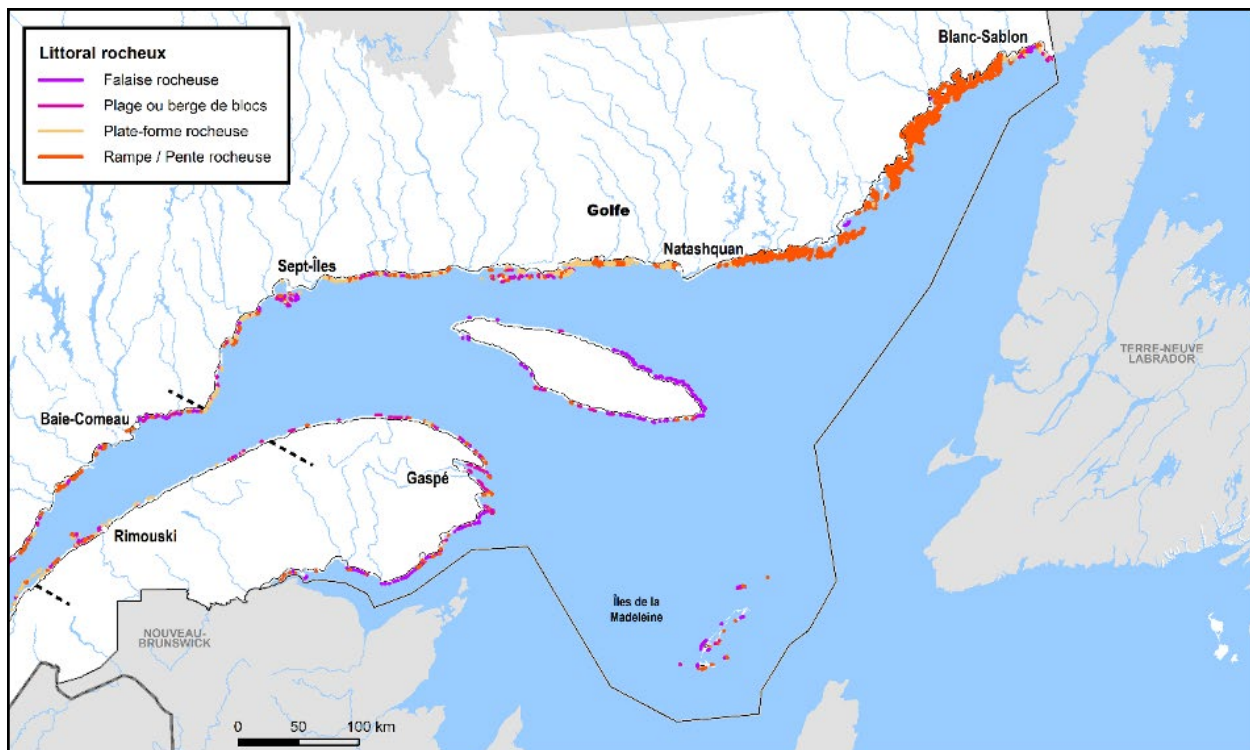 Littoral rocheux
Falaise rocheuse
Plage ou berge de blocs
Plate-forme rocheuse
Rampe / Pente rocheuse
Blanc-Sablon
Golfe
Natashquan
Sept-Îles
TERRE-NEUVE
LABRADOR
Baie-Comeau
Gaspé
Rimouski
Îles de la
Madeleine
NOUVEAU-
BRUNSWICK
0 50 100 km